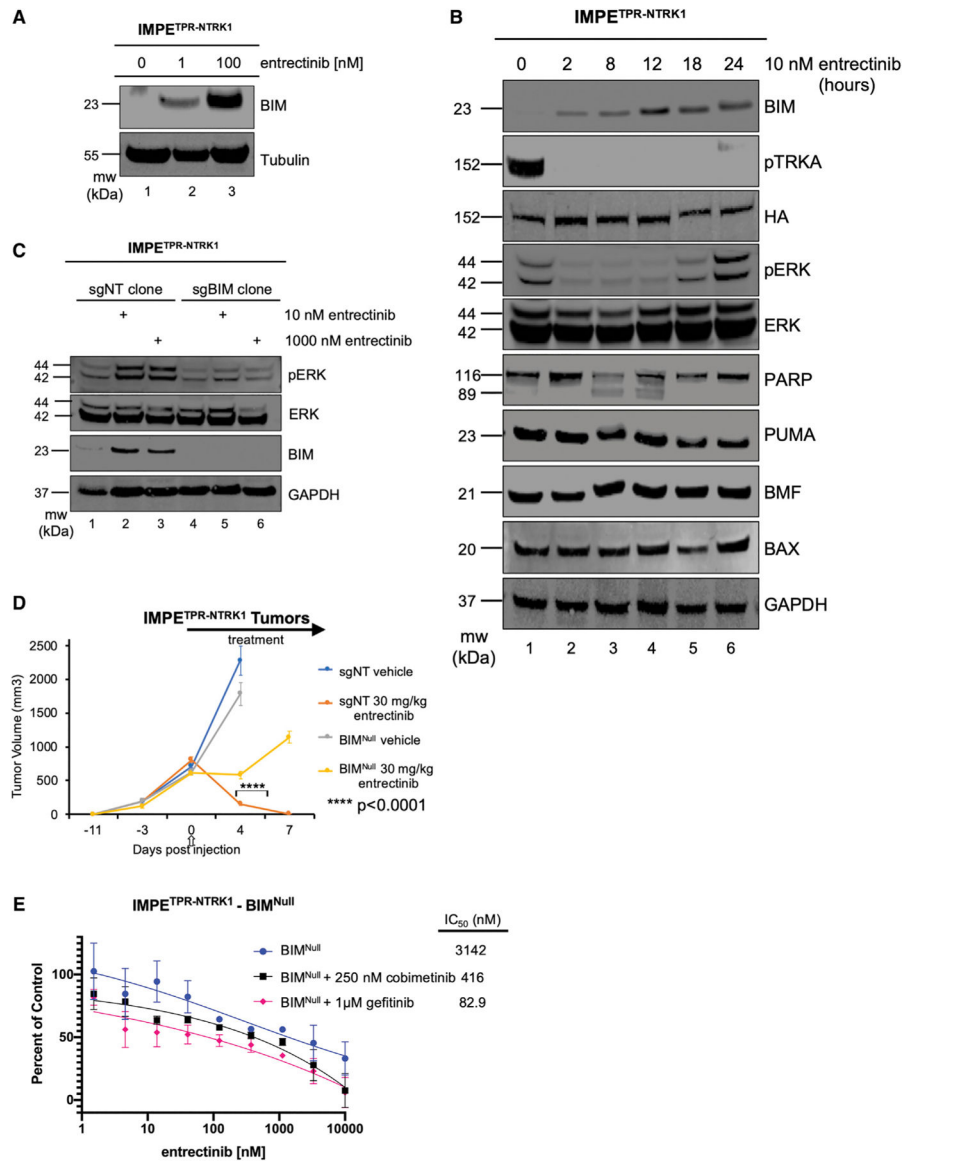 A
IMPE^TPR-NTRK1
0 1 100 entrectinib [nM]
23 BIM
55 Tubulin
mw
(kDa) 1 2 3
B
IMPE^TPR-NTRK1
0 2 8 12 18 24 10 nM entrectinib
(hours)
23 BIM
152 pTRKA
152 HA
44
42 pERK
44
42 ERK
116 PARP
89
23 PUMA
21 BMF
20 BAX
37 GAPDH
mw
(kDa) 1 2 3 4 5 6
C
IMPE^TPR-NTRK1
sgNT clone sgBIM clone
+ + 10 nM entrectinib
+ + 1000 nM entrectinib
44
42 pERK
44
42 ERK
23 BIM
37 GAPDH
mw
(kDa) 1 2 3 4 5 6
D
IMPE^TPR-NTRK1 Tumors
treatment
Tumor Volume (mm3)
2500
2000
1500
1000
500
0
-11 -3 0 4 7
Days post injection
sgNT vehicle
sgNT 30 mg/kg
entrectinib
BIM^Null vehicle
BIM^Null 30 mg/kg
entrectinib
****
**** p<0.0001
E
IMPE^TPR-NTRK1 - BIM^Null
IC50 (nM)
BIM^Null 3142
BIM^Null + 250 nM cobimetinib 416
BIM^Null + 1µM gefitinib 82.9
Percent of Control
100
50
0
1 10 100 1000 10000
entrectinib [nM]